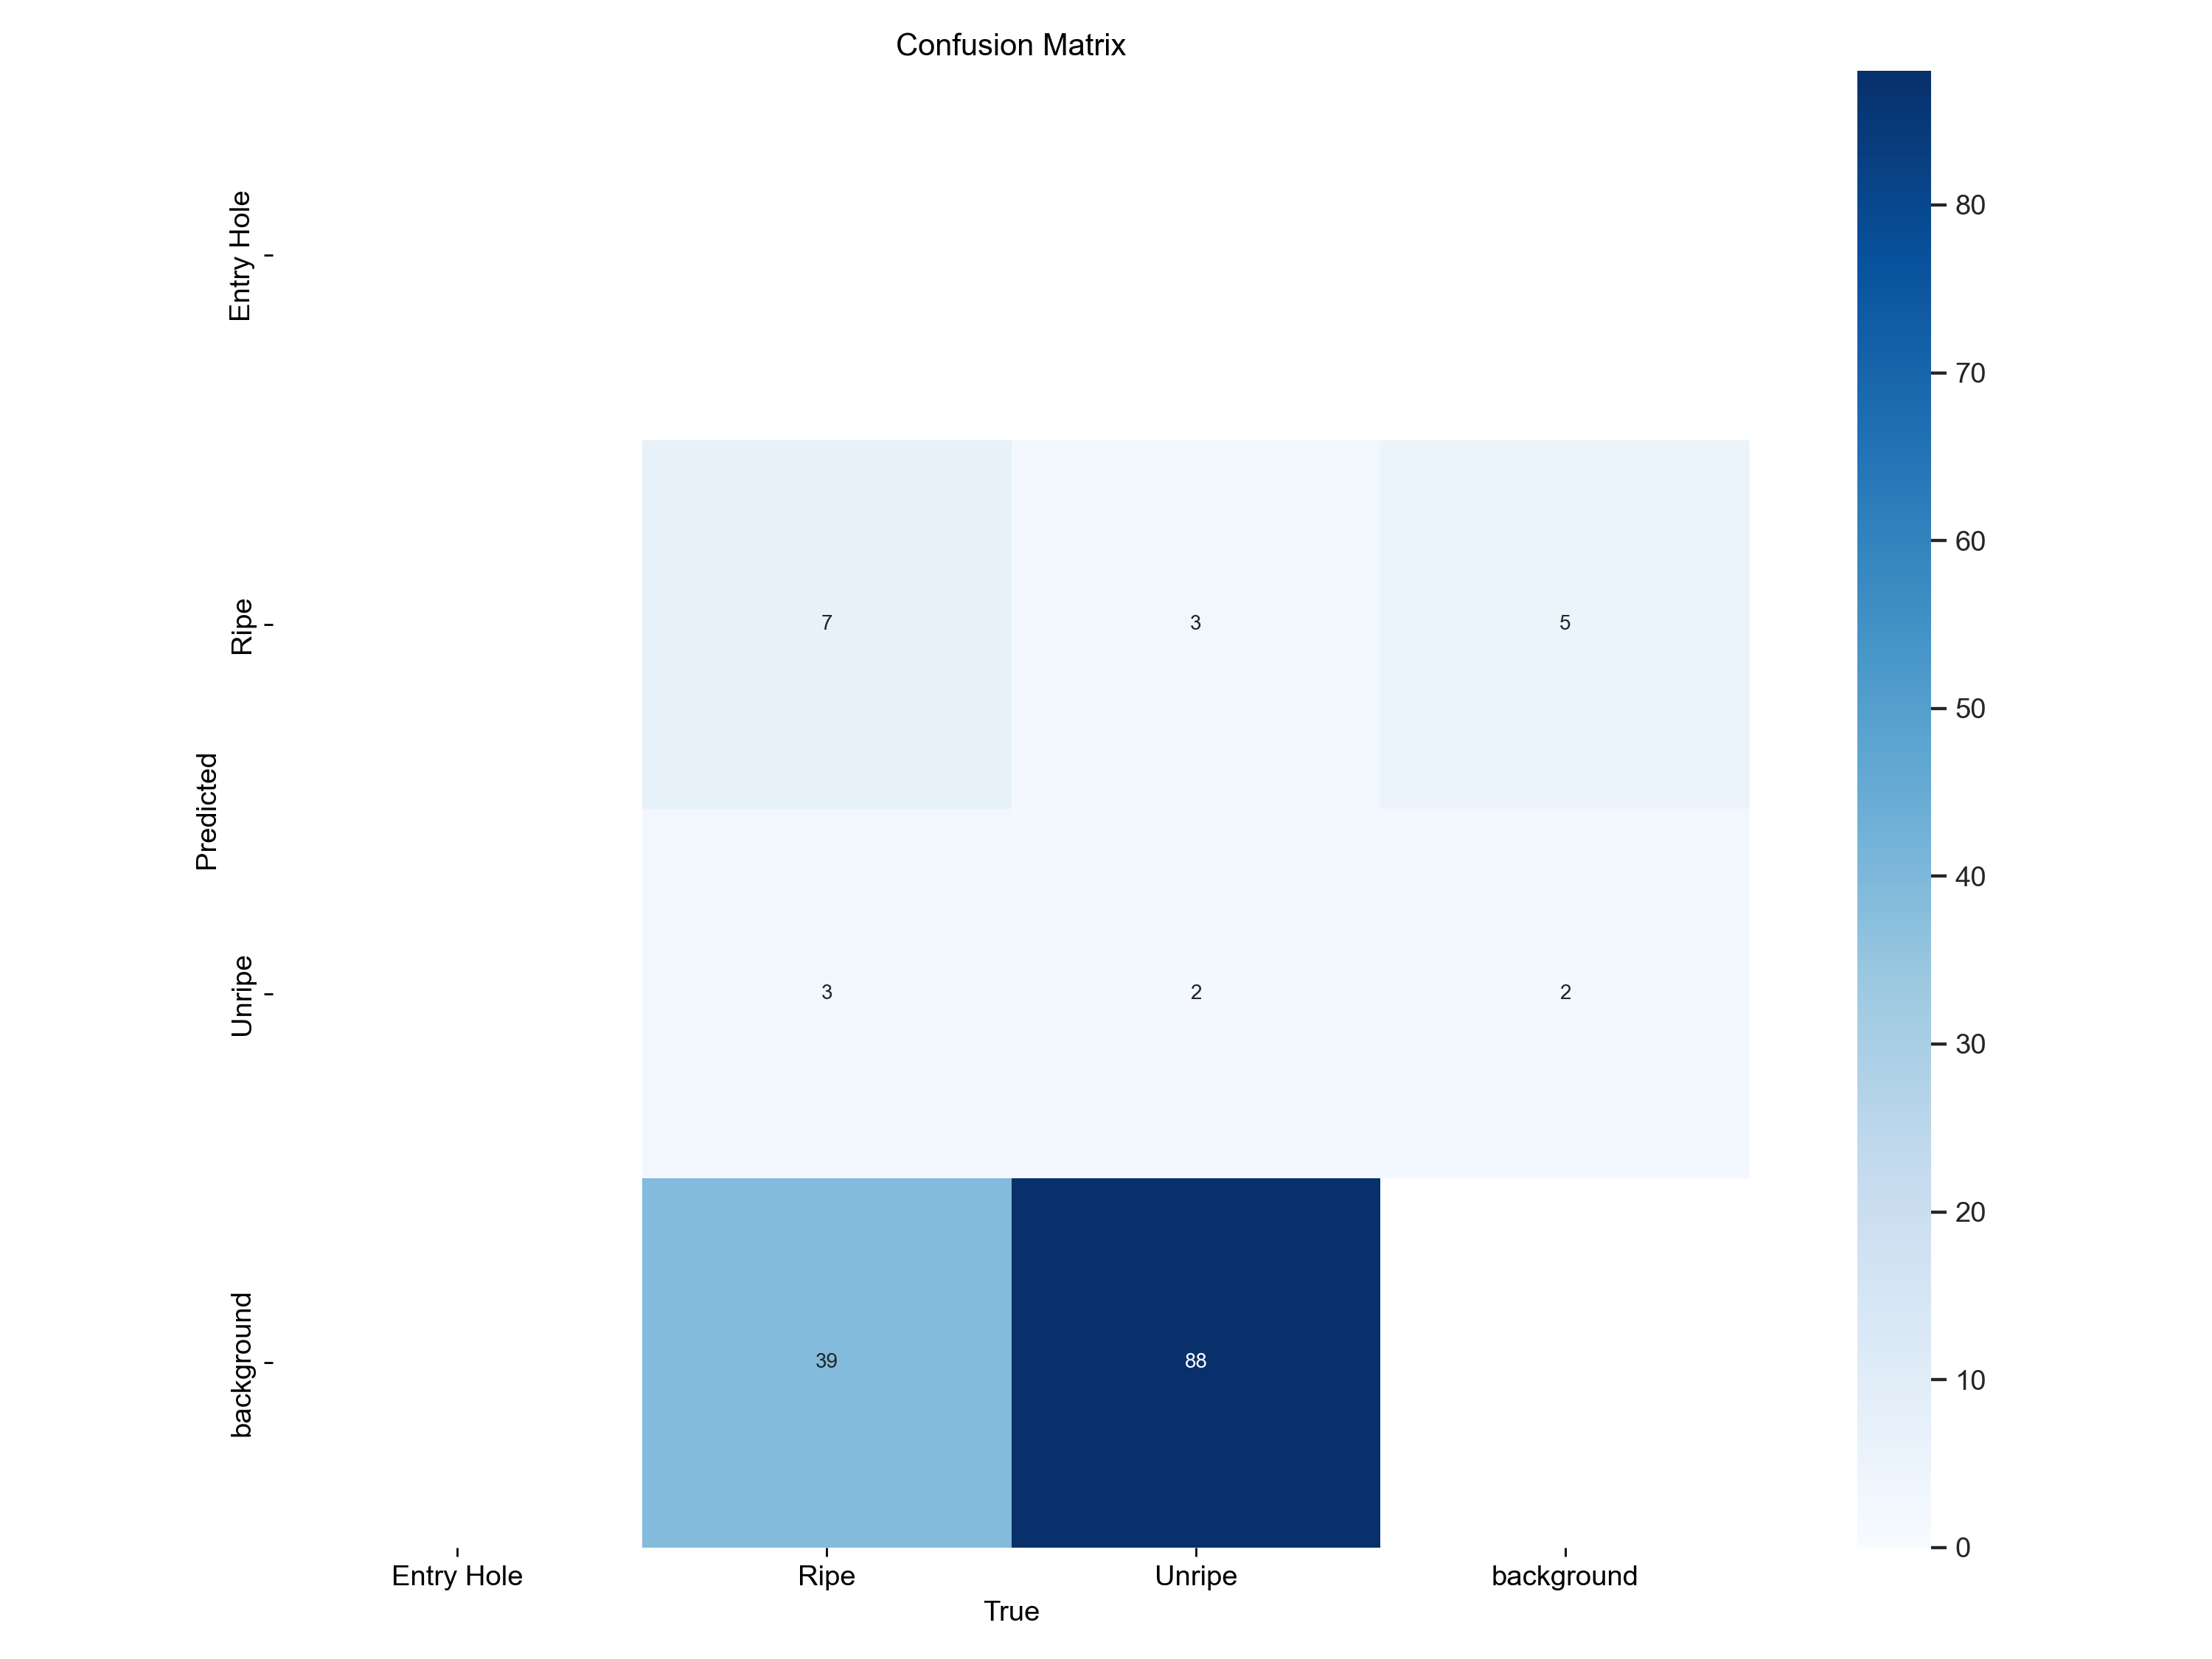 Confusion Matrix
Entry Hole
Ripe
Unripe
background
Predicted
7 3 5
3 2 2
39 88
Entry Hole Ripe Unripe background
True
80
70
60
50
40
30
20
10
0